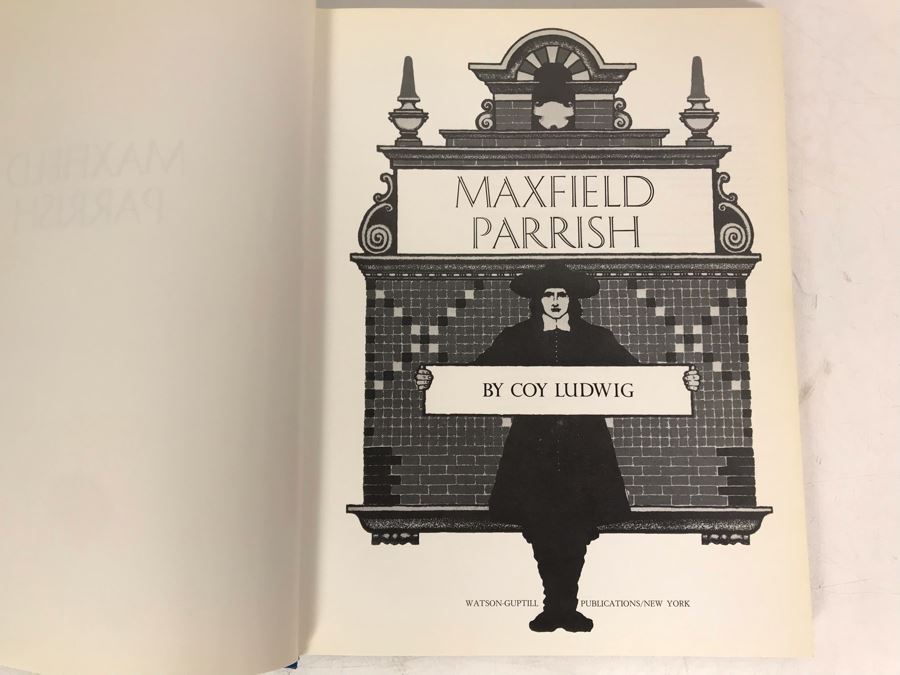 MAXFIELD
PARRISH
BY COY LUDWIG
WATSON-GUPTILL PUBLICATIONS/NEW YORK